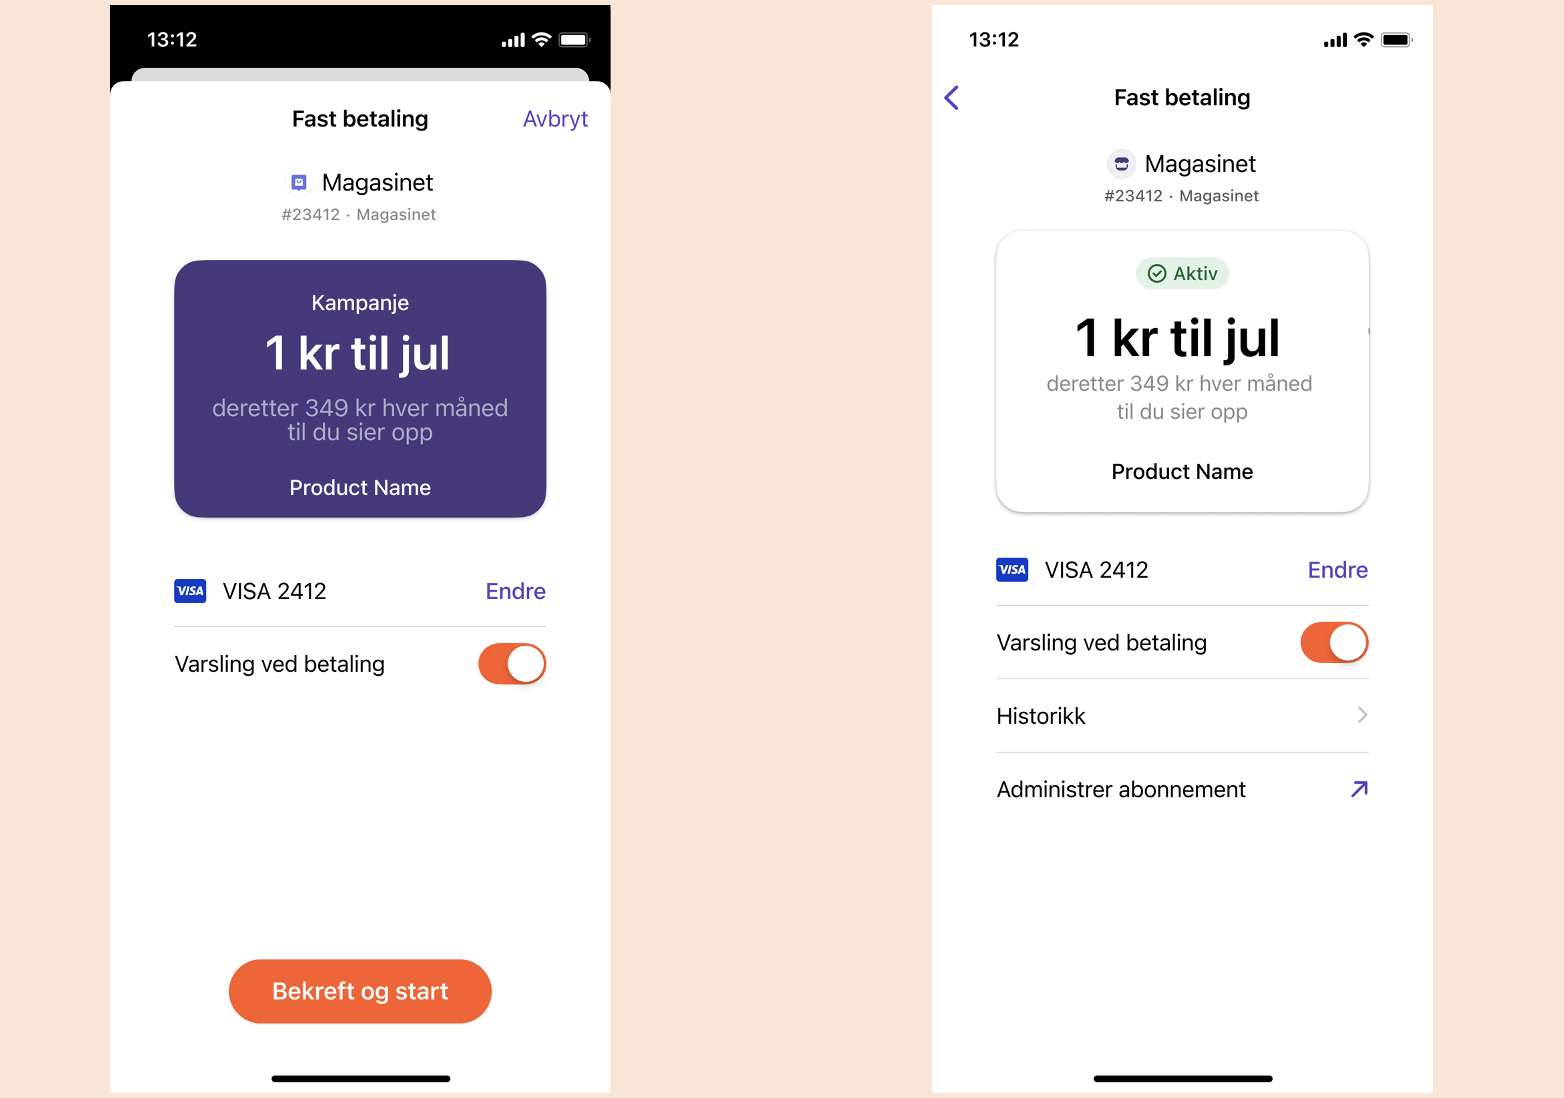 13:12
Fast betaling
Avbryt
Magasinet
#23412 · Magasinet
Kampanje
1 kr til jul
deretter 349 kr hver måned
til du sier opp
Product Name
VISA
VISA 2412
Endre
Varsling ved betaling
Bekreft og start
13:12
Fast betaling
Magasinet
#23412 · Magasinet
Aktiv
1 kr til jul
deretter 349 kr hver måned
til du sier opp
Product Name
VISA
VISA 2412
Endre
Varsling ved betaling
Historikk
Administrer abonnement